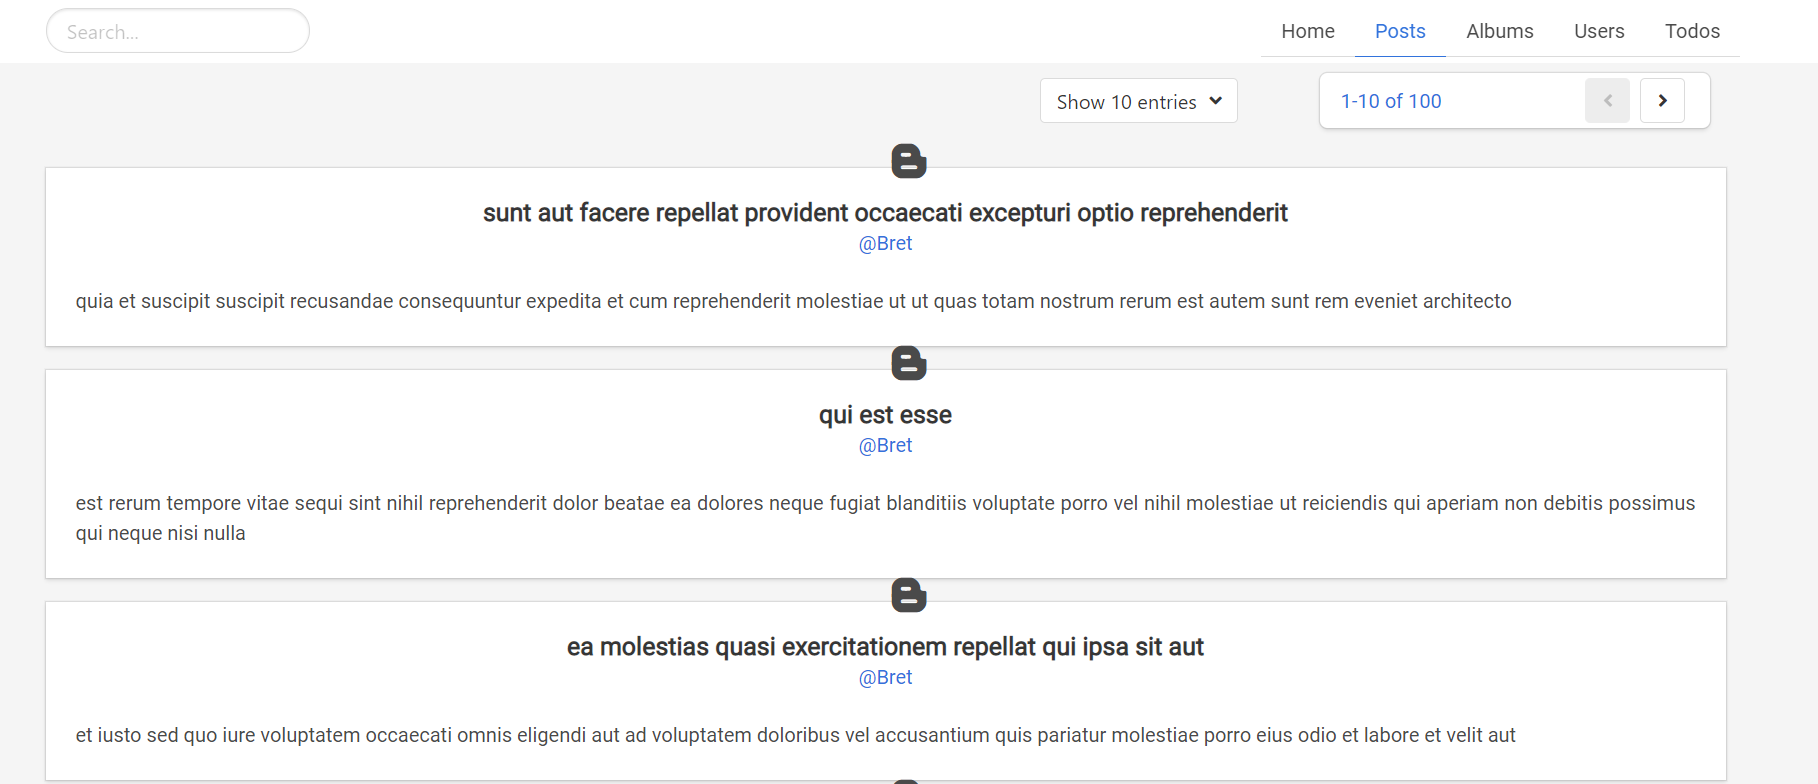 Search...
Home Posts Albums Users Todos
Show 10 entries 1-10 of 100
sunt aut facere repellat provident occaecati excepturi optio reprehenderit
@Bret
quia et suscipit suscipit recusandae consequuntur expedita et cum reprehenderit molestiae ut ut quas totam nostrum rerum est autem sunt rem eveniet architecto
qui est esse
@Bret
est rerum tempore vitae sequi sint nihil reprehenderit dolor beatae ea dolores neque fugiat blanditiis voluptate porro vel nihil molestiae ut reiciendis qui aperiam non debitis possimus
qui neque nisi nulla
ea molestias quasi exercitationem repellat qui ipsa sit aut
@Bret
et iusto sed quo iure voluptatem occaecati omnis eligendi aut ad voluptatem doloribus vel accusantium quis pariatur molestiae porro eius odio et labore et velit aut